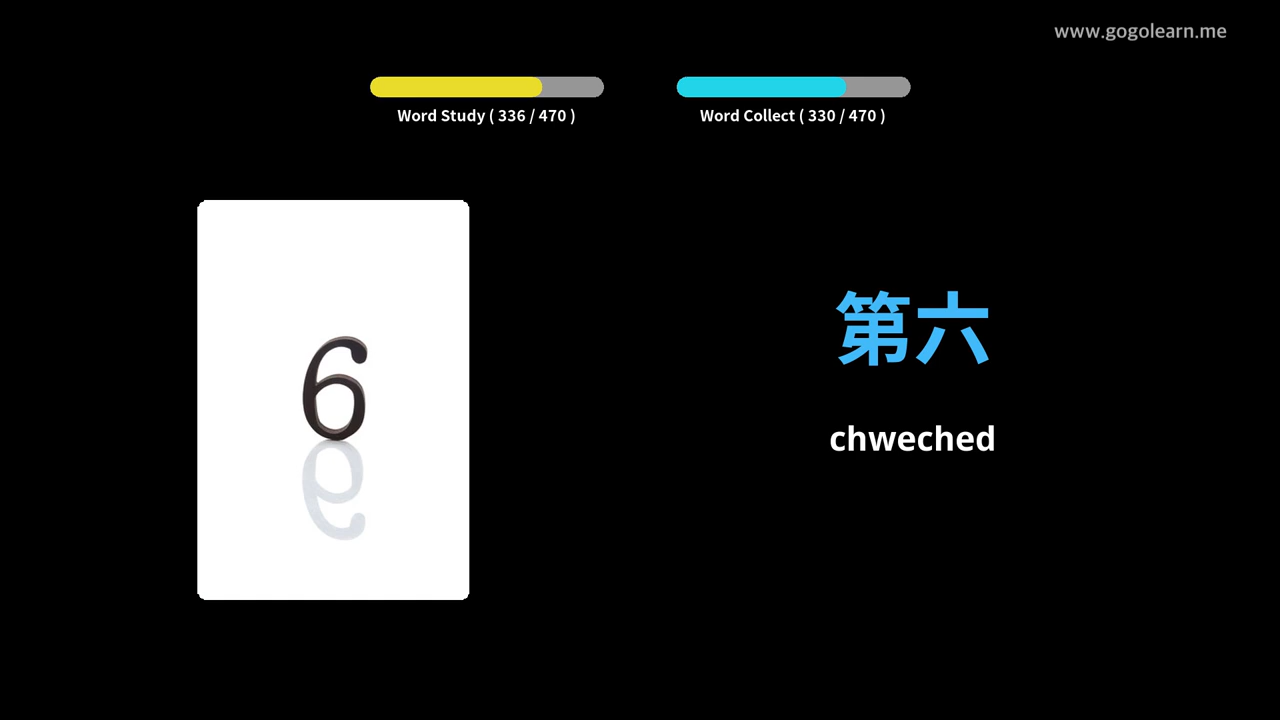 www.gogolearn.me
Word Study ( 336 / 470 )
Word Collect ( 330 / 470 )
6
第六
chweched